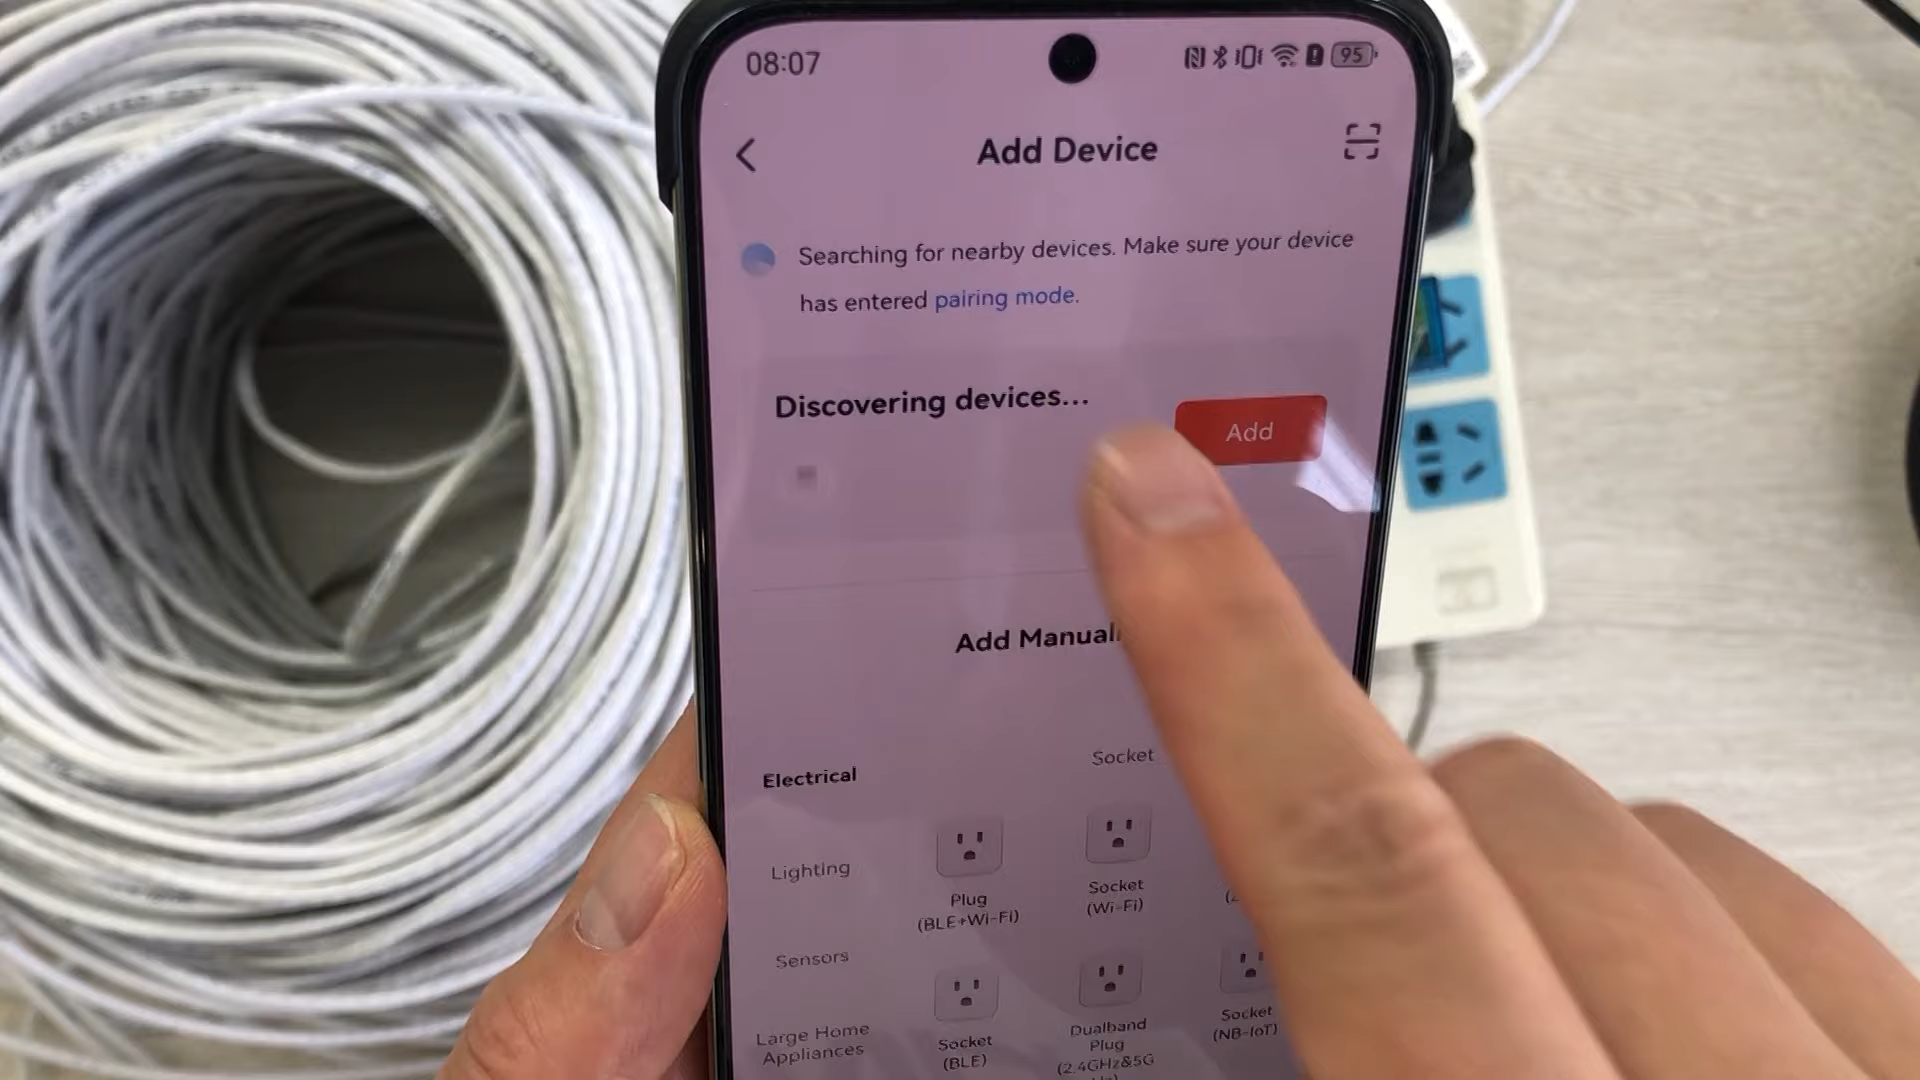 08:07
95
Add Device
Searching for nearby devices. Make sure your device
has entered pairing mode.
Discovering devices...
Add
Add Manuall
Socket
Electrical
Lighting
Plug
(BLE+Wi-Fi)
Socket
(Wi-Fi)
Sensors
Large Home
Appliances
Socket
(BLE)
Dualband
Plug
(2.4GHz&5G
Socket
(NB-IoT)